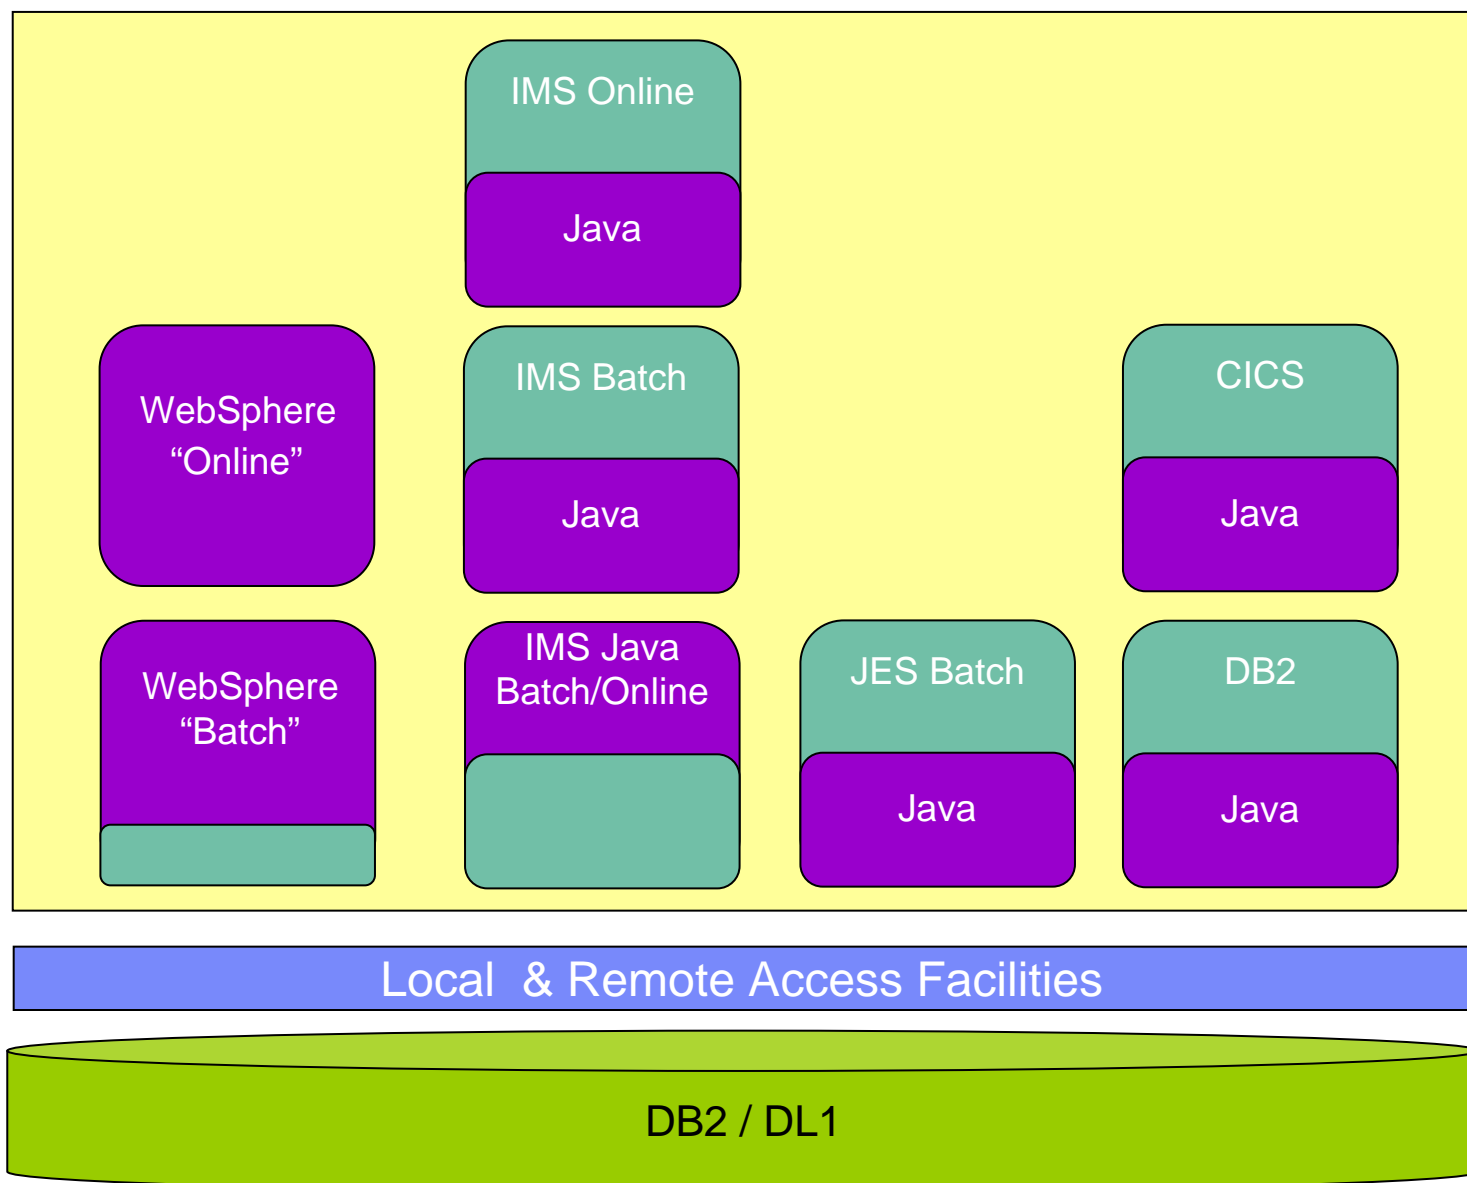 IMS Online
Java
WebSphere
“Online”
IMS Batch
Java
CICS
Java
WebSphere
“Batch”
IMS Java
Batch/Online
JES Batch
Java
DB2
Java
Local & Remote Access Facilities
DB2 / DL1